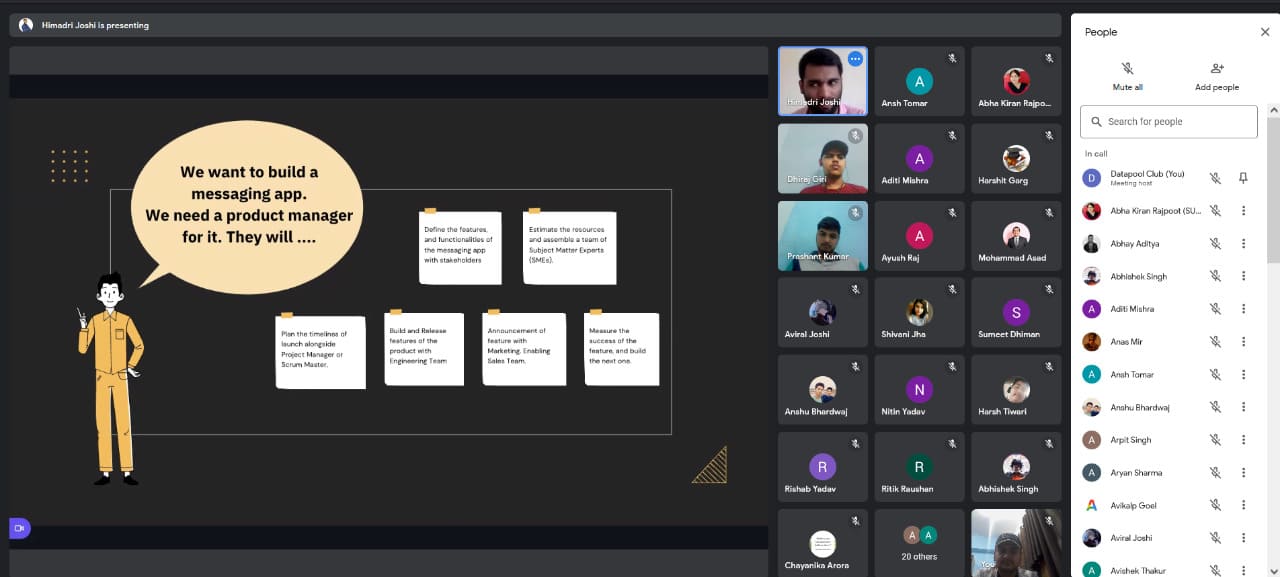 Himadri Joshi is presenting
We want to build a
messaging app.
We need a product manager
for it. They will ....
Define the features,
and functionalities of
the messaging app
with stakeholders
Estimate the resources
and assemble a team of
Subject Matter Experts
(SMEs).
Plan the timelines of
launch alongside
Project Manager or
Scrum Master.
Build and Release
features of the
product with
Engineering Team
Announcement of
feature with
Marketing. Enabling
Sales Team.
Measure the
success of the
feature, and build
the next one.
Himadri Joshi
A
Ansh Tomar
Abha Kiran Rajpo...
Dhiraj Giri
A
Aditi Mishra
Harshit Garg
Prashant Kumar
A
Ayush Raj
Mohammad Asad
Aviral Joshi
Shivani Jha
S
Sumeet Dhiman
Anshu Bhardwaj
N
Nitin Yadav
Harsh Tiwari
R
Rishab Yadav
R
Ritik Raushan
Abhishek Singh
Chayanika Arora
A A
20 others
You
People
Mute all
Add people
Search for people
In call
D
Datapool Club (You)
Meeting host
Abha Kiran Rajpoot (SU...
Abhay Aditya
Abhishek Singh
A
Aditi Mishra
Anas Mir
A
Ansh Tomar
Anshu Bhardwaj
A
Arpit Singh
A
Aryan Sharma
Avikalp Goel
Aviral Joshi
A
Avishek Thakur